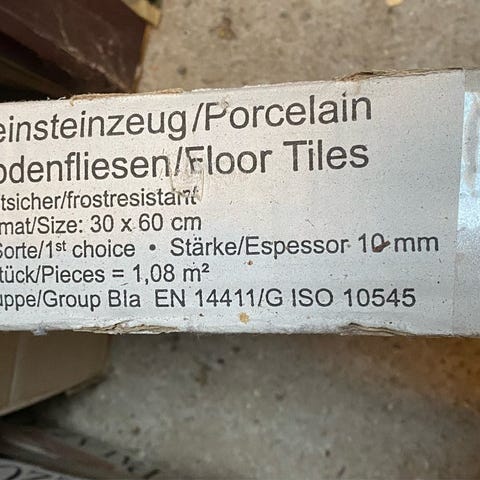 einsteinzeug/Porcelain
odenfliesen/Floor Tiles
tsicher/frostresistant
mat/Size: 30 x 60 cm
Sorte/1st choice • Stärke/Espessor 10 mm
tück/Pieces = 1,08 m²
uppe/Group BIa EN 14411/G ISO 10545